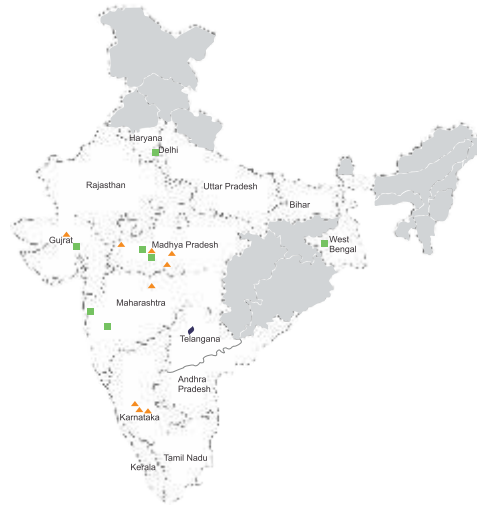 Haryana
Delhi
Rajasthan
Uttar Pradesh
Bihar
Gujrat
Madhya Pradesh
West
Bengal
Maharashtra
Telangana
Andhra
Pradesh
Karnataka
Tamil Nadu
Kerala